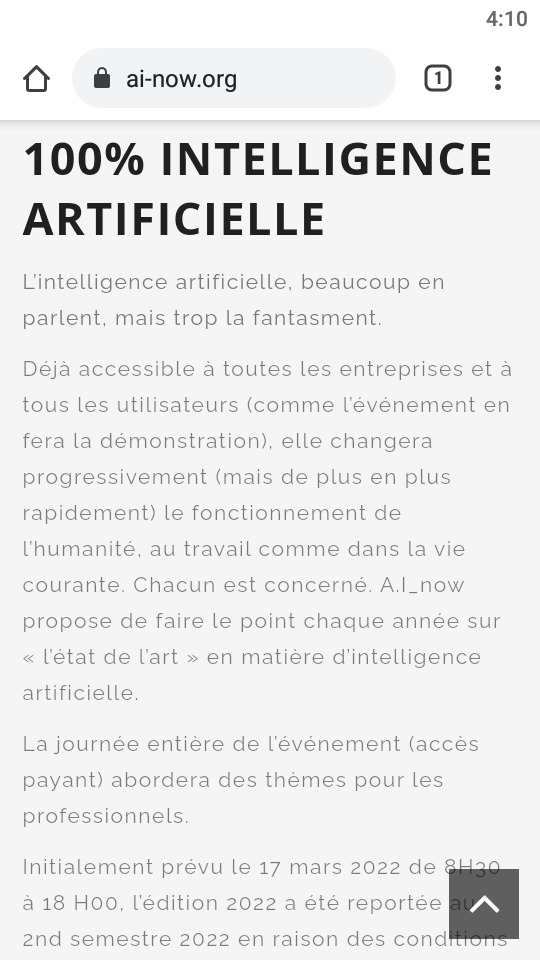 4:10
1
ai-now.org
100% INTELLIGENCE
ARTIFICIELLE
L’intelligence artificielle, beaucoup en
parlent, mais trop la fantasment.
Déjà accessible à toutes les entreprises et à
tous les utilisateurs (comme l’événement en
fera la démonstration), elle changera
progressivement (mais de plus en plus
rapidement) le fonctionnement de
l’humanité, au travail comme dans la vie
courante. Chacun est concerné. A.I_now
propose de faire le point chaque année sur
« l’état de l’art » en matière d’intelligence
artificielle.
La journée entière de l’événement (accès
payant) abordera des thèmes pour les
professionnels.
Initialement prévu le 17 mars 2022 de 8H30
à 18 H00, l’édition 2022 a été reportée au
2nd semestre 2022 en raison des conditions